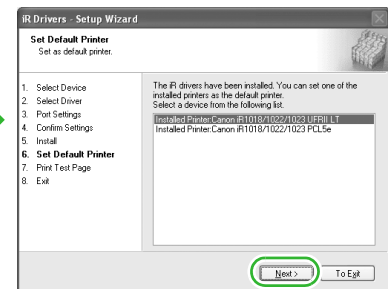 iR Drivers - Setup Wizard
Set Default Printer
Set as default printer.
1. Select Device
2. Select Driver
3. Port Settings
4. Confirm Settings
5. Install
6. Set Default Printer
7. Print Test Page
8. Exit
The iR drivers have been installed. You can set one of the
installed printers as the default printer.
Select a device from the following list.
Installed Printer:Canon iR1018/1022/1023 UFRII LT
Installed Printer:Canon iR1018/1022/1023 PCL5e
Next >
To Exit